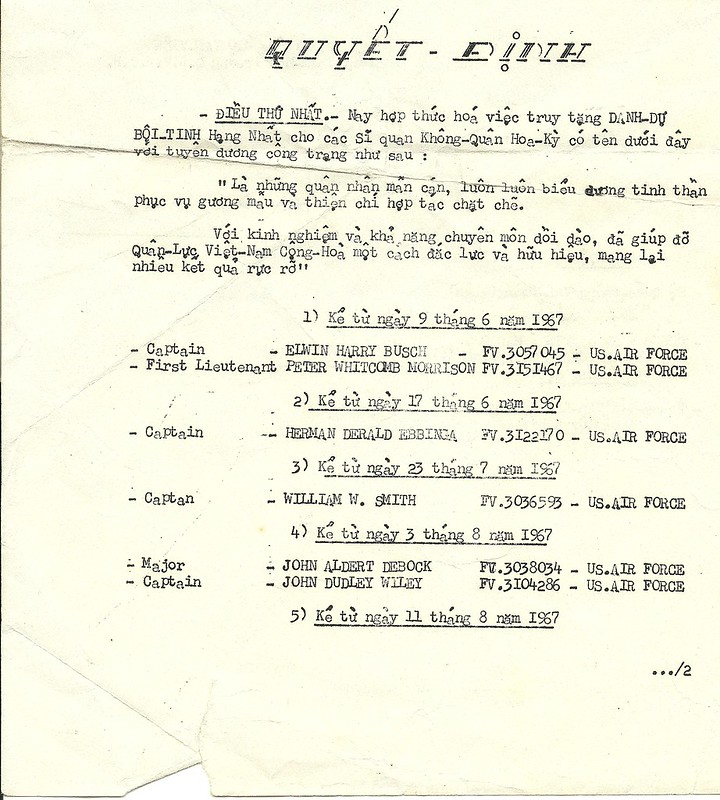 QUYẾT - ĐỊNH
- ĐIỀU THỨ NHẤT.- Nay hợp thức hoá việc truy tặng DANH-DỰ
BỘI-TINH Hạng Nhất cho các Sĩ quan Không-Quân Hoa-Kỳ có tên dưới đây
với tuyên dương công trạng như sau :
" Là những quân nhân mẫn cán, luôn luôn biểu dương tinh thần
phục vụ gương mẫu và thiện chí hợp tác chặt chẽ.
Với kinh nghiệm và khả năng chuyên môn dồi dào, đã giúp đỡ
Quân-Lực Việt-Nam Cộng-Hoà một cách đắc lực và hữu hiệu, mang lại
nhiều kết quả rực rỡ"
1) Kể từ ngày 9 tháng 6 năm 1967
- Captain - ELWIN HARRY BUSCH - FV.3057045 - US.AIR FORCE
- First Lieutenant PETER WHITCOMB MORRISON FV.3151467 - US.AIR FORCE
2) Kể từ ngày 17 tháng 6 năm 1967
- Captain -- HERMAN DERALD EBBINGA FV.3122170 - US.AIR FORCE
3) Kể từ ngày 23 tháng 7 năm 1967
- Captan - WILLIAM W. SMITH FV.3036593 - US.AIR FORCE
4) Kể từ ngày 3 tháng 8 năm 1967
- Major - JOHN ALDERT DEBOCK FV.3038034 - US.AIR FORCE
- Captain - JOHN DUDLEY WILEY FV.3104286 - US.AIR FORCE
5) Kể từ ngày 11 tháng 8 năm 1967
.../2